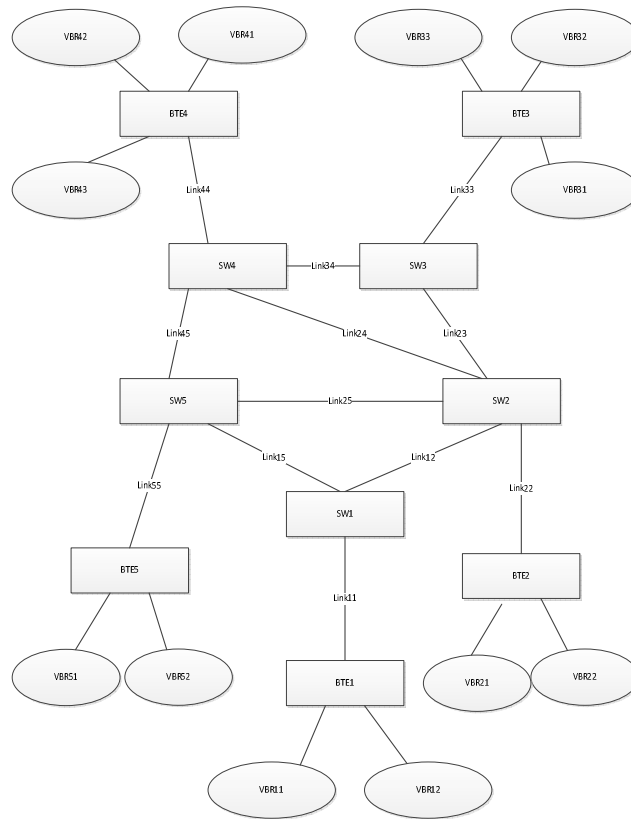 VBR42
VBR41
VBR33
VBR32
BTE4
BTE3
VBR43
Link44
Link33
VBR31
SW4
Link34
SW3
Link45
Link24
Link23
SW5
Link25
SW2
Link15
Link12
Link55
Link22
SW1
BTE5
BTE2
Link11
VBR51
VBR52
BTE1
VBR21
VBR22
VBR11
VBR12